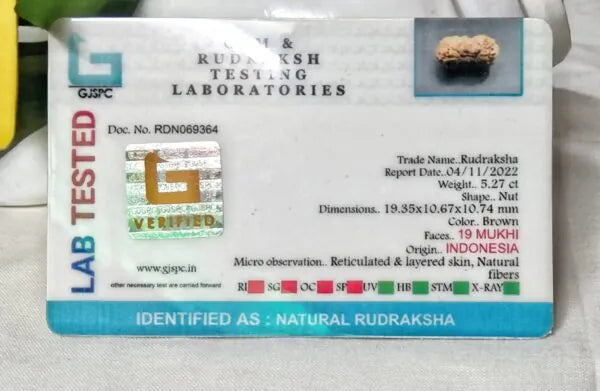 GJSPC
GEM &
RUDRAKSH
TESTING
LABORATORIES
LAB TESTED
Doc. No. RDN069364
G
VERIFIED
Trade Name..Rudraksha
Report Date..04/11/2022
Weight.. 5.27 ct
Shape.. Nut
Dimensions.. 19.35x10.67x10.74 mm
Color.. Brown
Faces.. 19 MUKHI
Origin.. INDONESIA
Micro observation.. Reticulated & layered skin, Natural
fibers
www.gjspc.in
other necessary test are carried forward
RI SG OC SP UV HB STM X-RAY
IDENTIFIED AS : NATURAL RUDRAKSHA